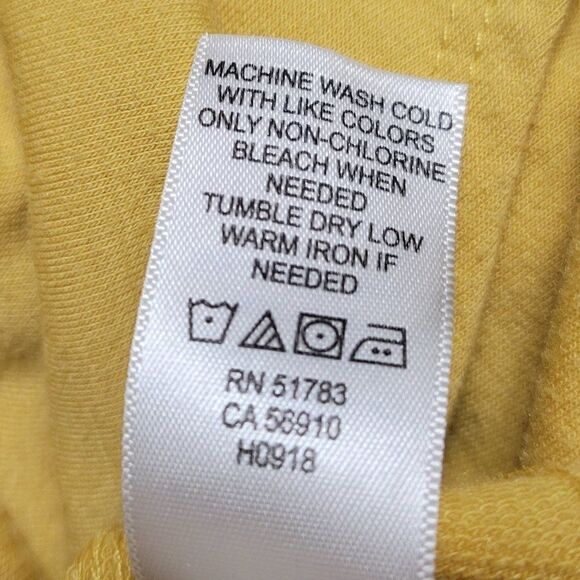 MACHINE WASH COLD
WITH LIKE COLORS
ONLY NON-CHLORINE
BLEACH WHEN
NEEDED
TUMBLE DRY LOW
WARM IRON IF
NEEDED
RN 51783
CA 56910
H0918